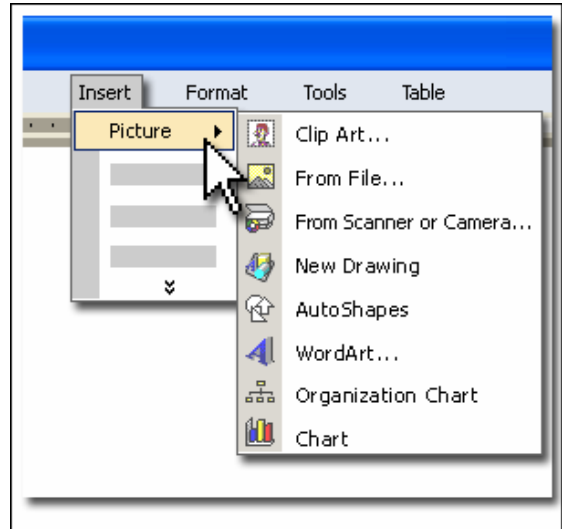 Insert Format Tools Table
Picture
Clip Art...
From File...
From Scanner or Camera...
New Drawing
AutoShapes
WordArt...
Organization Chart
Chart